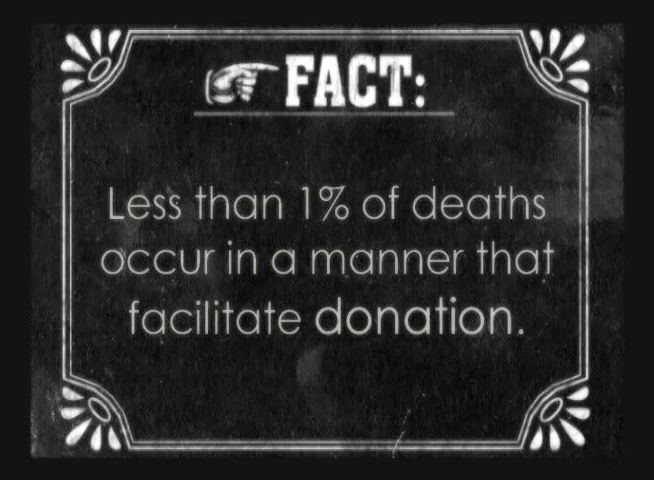 FACT:
Less than 1% of deaths
occur in a manner that
facilitate donation.